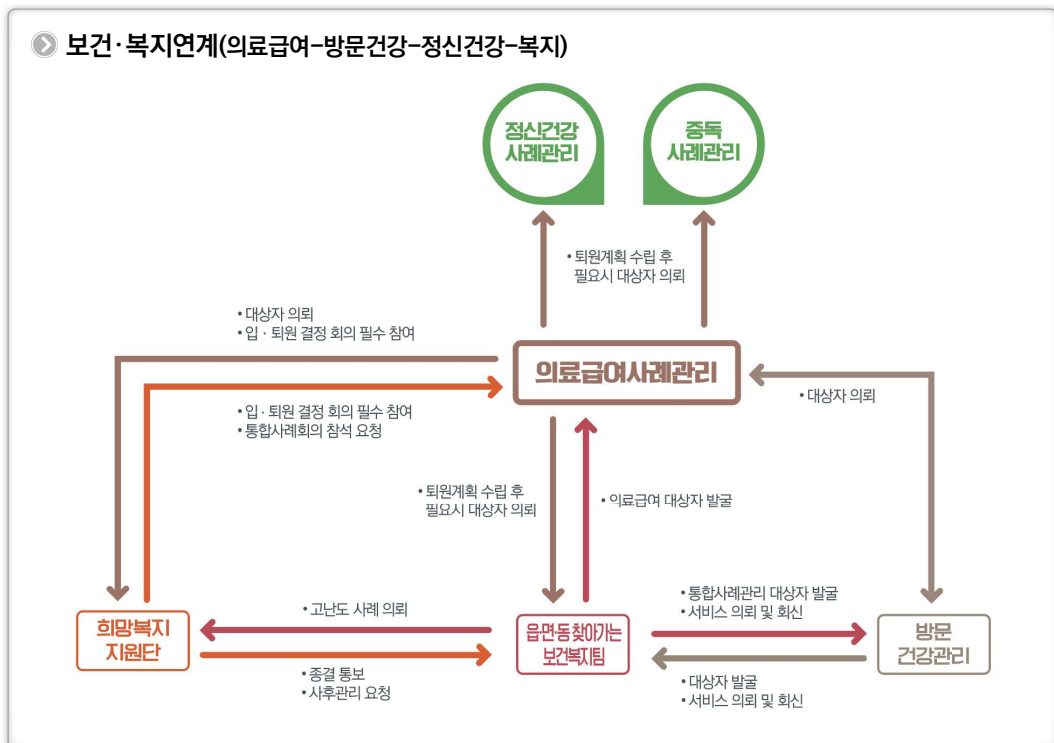 보건·복지연계(의료급여-방문건강-정신건강-복지)
정신건강
사례관리
중독
사례관리
• 퇴원계획 수립 후
필요시 대상자 의뢰
• 대상자 의뢰
• 입 · 퇴원 결정 회의 필수 참여
의료급여사례관리
• 대상자 의뢰
• 입 · 퇴원 결정 회의 필수 참여
• 통합사례회의 참석 요청
• 퇴원계획 수립 후
필요시 대상자 의뢰
• 의료급여 대상자 발굴
• 고난도 사례 의뢰
• 통합사례관리 대상자 발굴
• 서비스 의뢰 및 회신
희망복지
지원단
읍·면·동 찾아가는
보건복지팀
방문
건강관리
• 종결 통보
• 사후관리 요청
• 대상자 발굴
• 서비스 의뢰 및 회신